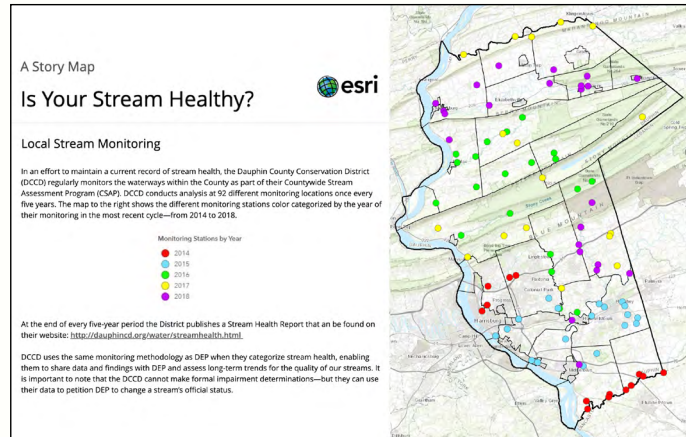 A Story Map
Is Your Stream Healthy?
esri
Local Stream Monitoring
In an effort to maintain a current record of stream health, the Dauphin County Conservation District
(DCCD) regularly monitors the waterways within the County as part of their Countywide Stream
Assessment Program (CSAP). DCCD conducts analysis at 92 different monitoring locations once every
five years. The map to the right shows the different monitoring stations color categorized by the year of
their monitoring in the most recent cycle—from 2014 to 2018.
Monitoring Stations by Year
2014
2015
2016
2017
2018
At the end of every five-year period the District publishes a Stream Health Report that an be found on
their website: http://dauphincd.org/water/streamhealth.html
DCCD uses the same monitoring methodology as DEP when they categorize stream health, enabling
them to share data and findings with DEP and assess long-term trends for the quality of our streams. It
is important to note that the DCCD cannot make formal impairment determinations—but they can use
their data to petition DEP to change a stream's official status.
BLUE MOUNTAIN
Harrisburg
Colonial Park